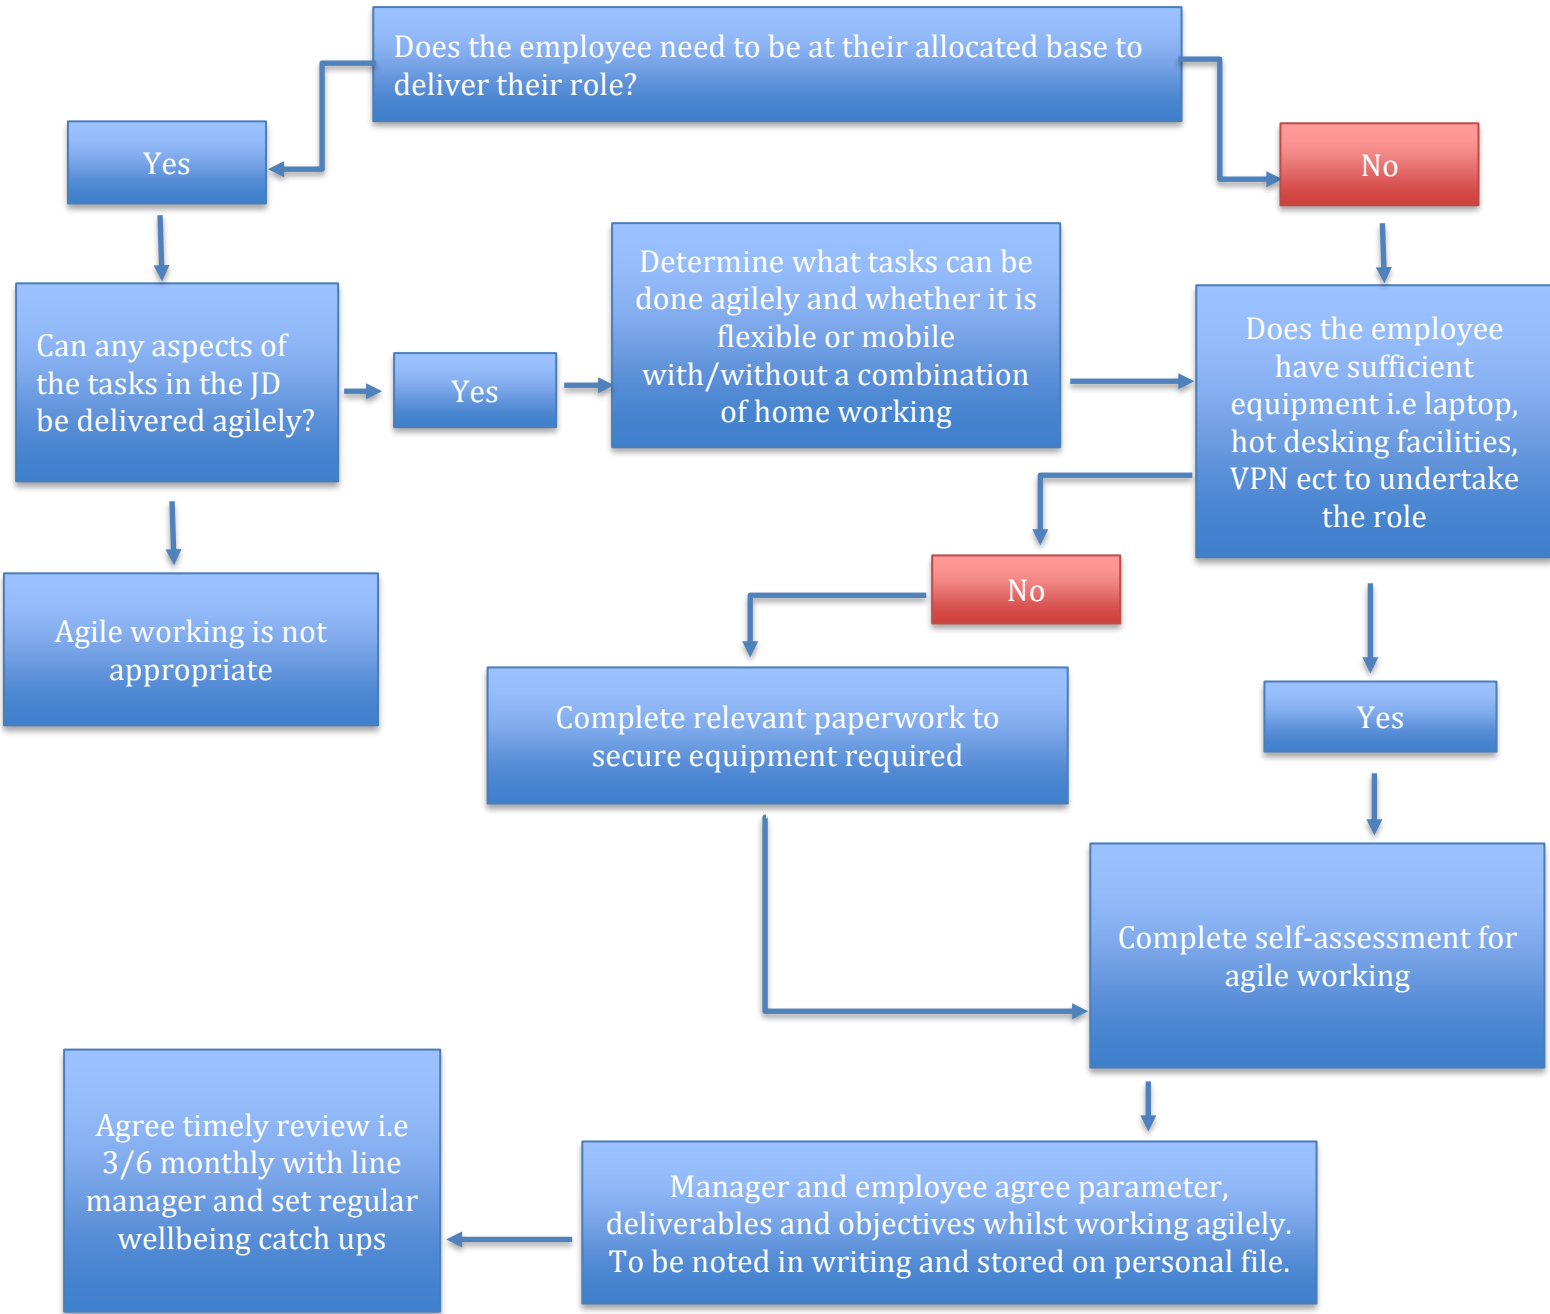 Does the employee need to be at their allocated base to
deliver their role?
Yes
No
Can any aspects of
the tasks in the JD
be delivered agilely?
Yes
Determine what tasks can be
done agilely and whether it is
flexible or mobile
with/without a combination
of home working
Does the employee
have sufficient
equipment i.e laptop,
hot desking facilities,
VPN ect to undertake
the role
Agile working is not
appropriate
No
Complete relevant paperwork to
secure equipment required
Yes
Complete self-assessment for
agile working
Manager and employee agree parameter,
deliverables and objectives whilst working agilely.
To be noted in writing and stored on personal file.
Agree timely review i.e
3/6 monthly with line
manager and set regular
wellbeing catch ups